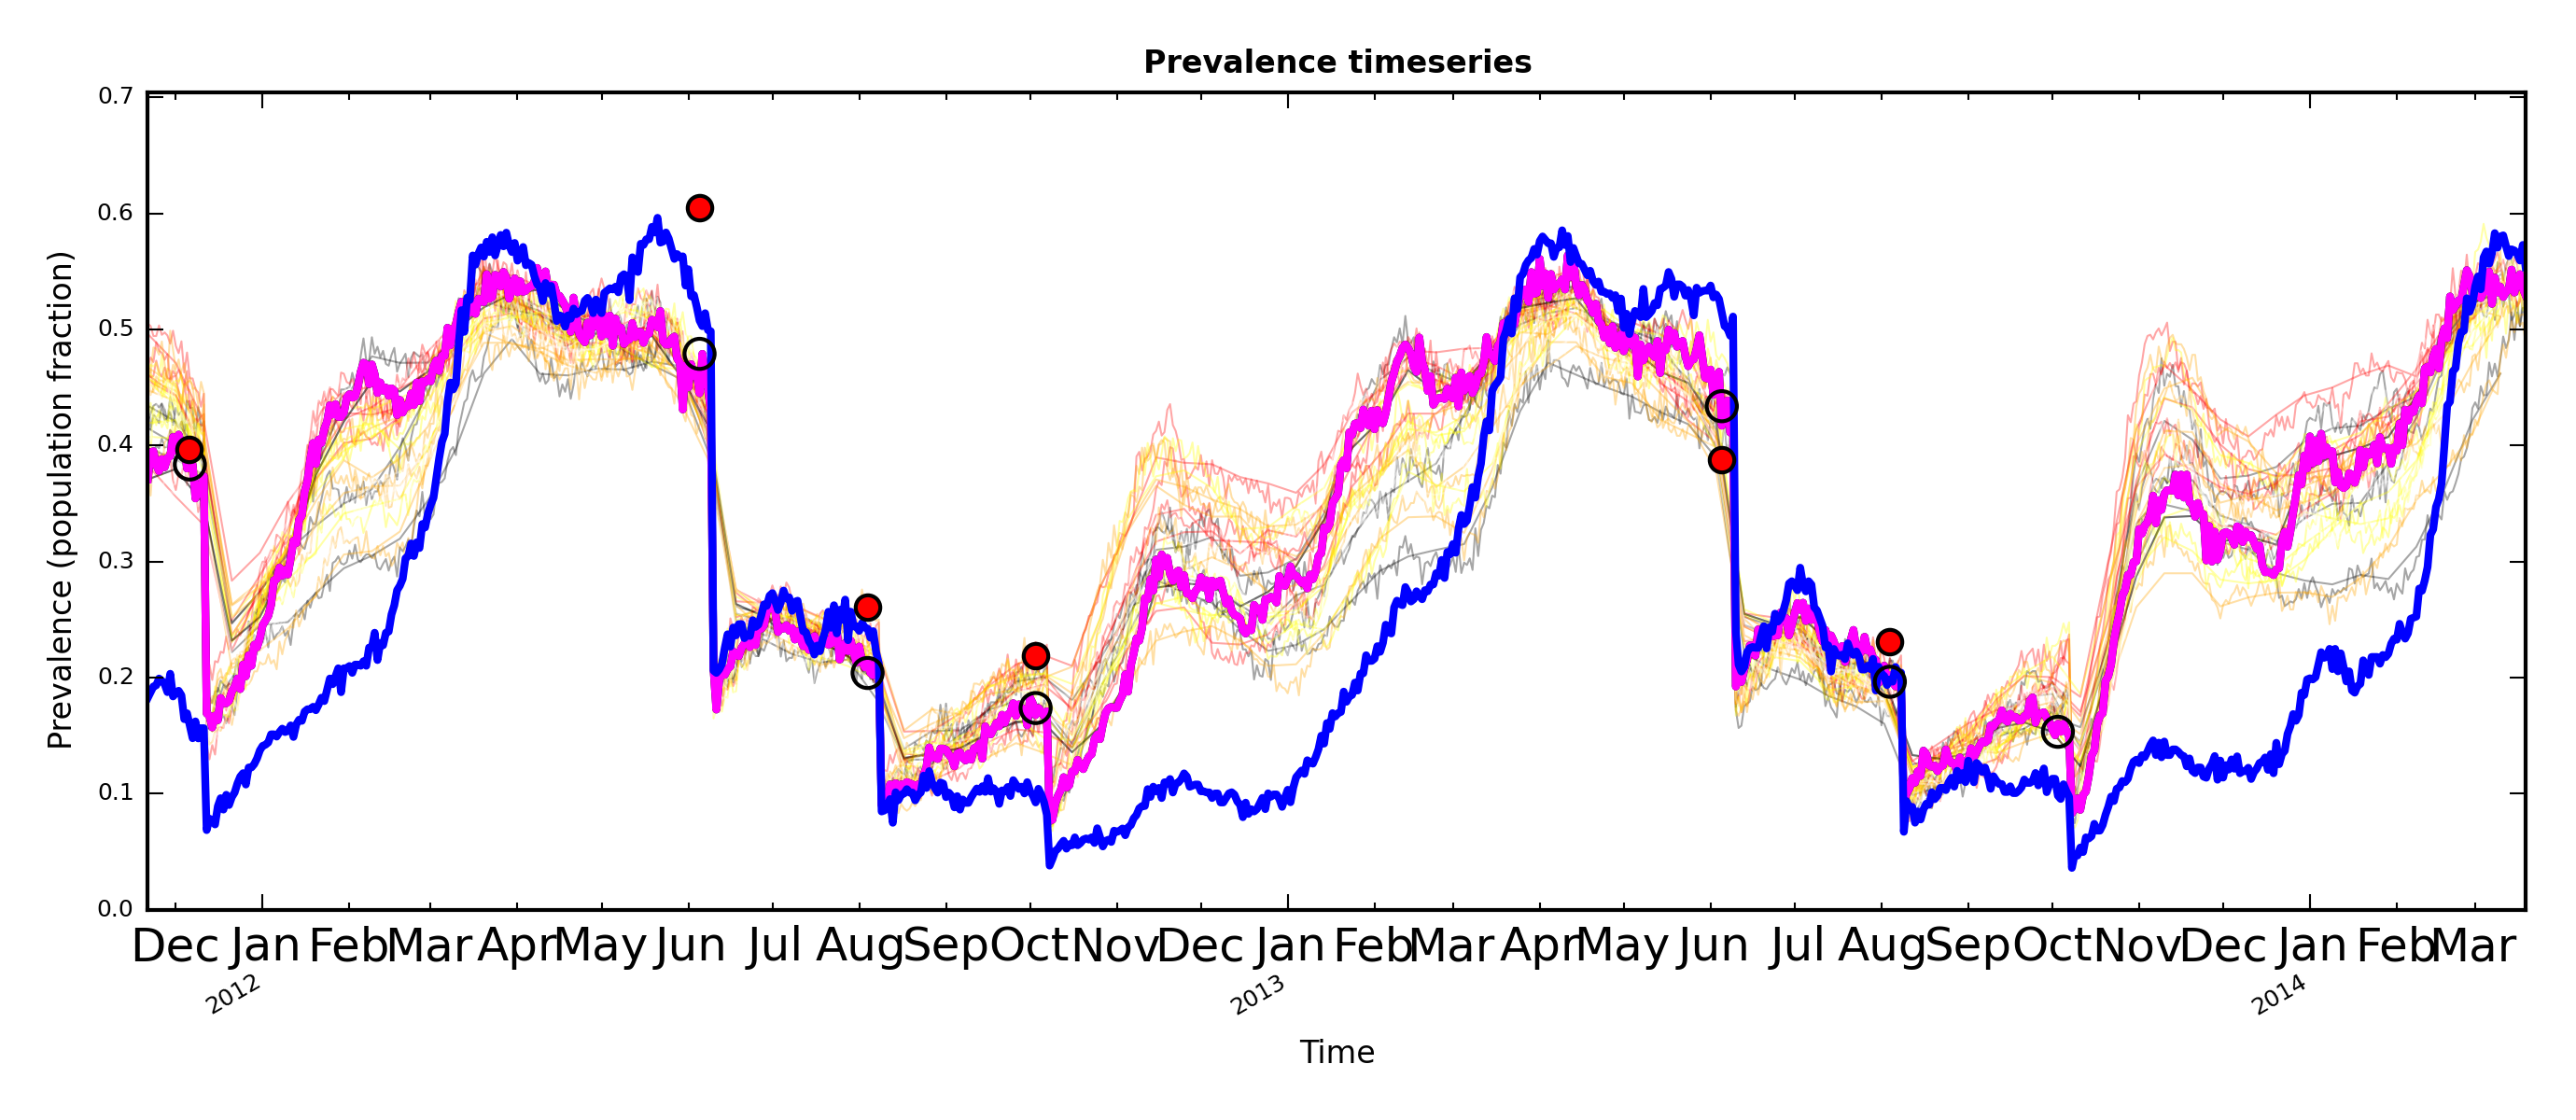 Prevalence timeseries
Prevalence (population fraction)
0.7
0.6
0.5
0.4
0.3
0.2
0.1
0.0
Dec Jan Feb Mar Apr May Jun Jul Aug Sep Oct Nov Dec Jan Feb Mar Apr May Jun Jul Aug Sep Oct Nov Dec Jan Feb Mar
2012 2013 2014
Time